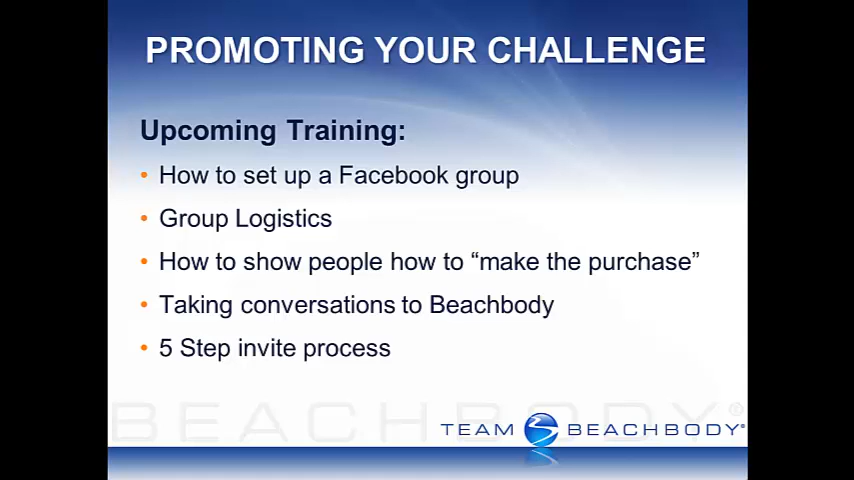 PROMOTING YOUR CHALLENGE
Upcoming Training:
• How to set up a Facebook group
• Group Logistics
• How to show people how to “make the purchase”
• Taking conversations to Beachbody
• 5 Step invite process
BEACHBODY®
TEAM BEACHBODY®